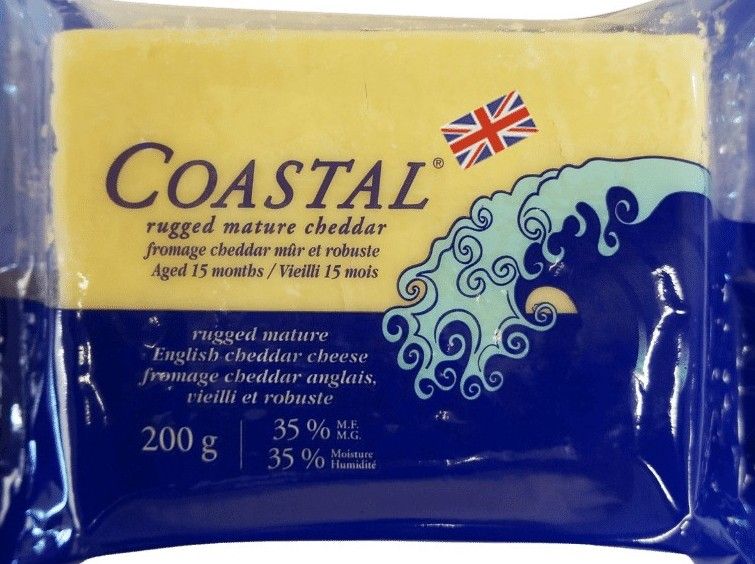 COASTAL®
rugged mature cheddar
fromage cheddar mûr et robuste
Aged 15 months / Vieilli 15 mois
rugged mature
English cheddar cheese
fromage cheddar anglais,
vieilli et robuste
200 g
35 % M.F.
M.G.
35 % Moisture
Humidité